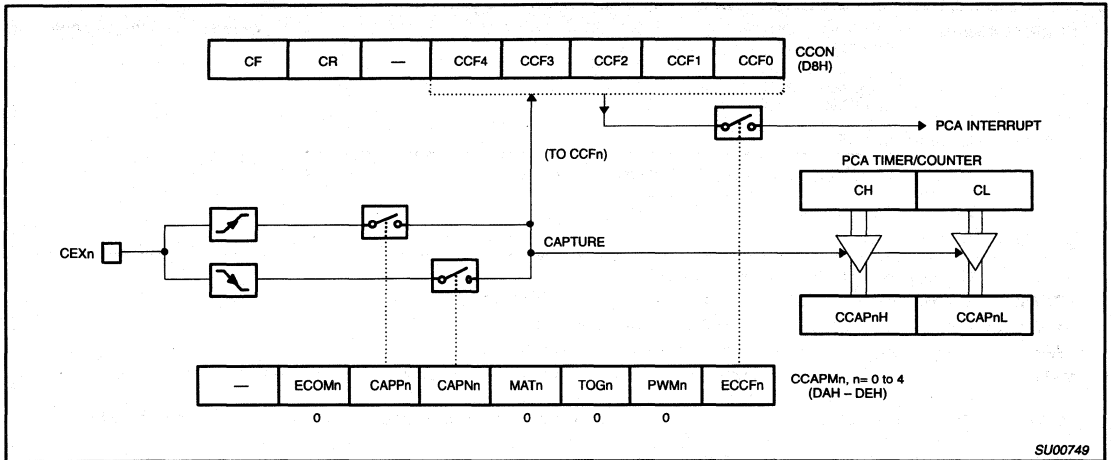 CF CR — CCF4 CCF3 CCF2 CCF1 CCF0
CCON
(D8H)
PCA INTERRUPT
(TO CCFn)
PCA TIMER/COUNTER
CH CL
CEXn
CAPTURE
CCAPnH CCAPnL
— ECOMn CAPPn CAPNn MATn TOGn PWMn ECCFn
CCAPMn, n= 0 to 4
(DAH – DEH)
0 0 0 0
SU00749